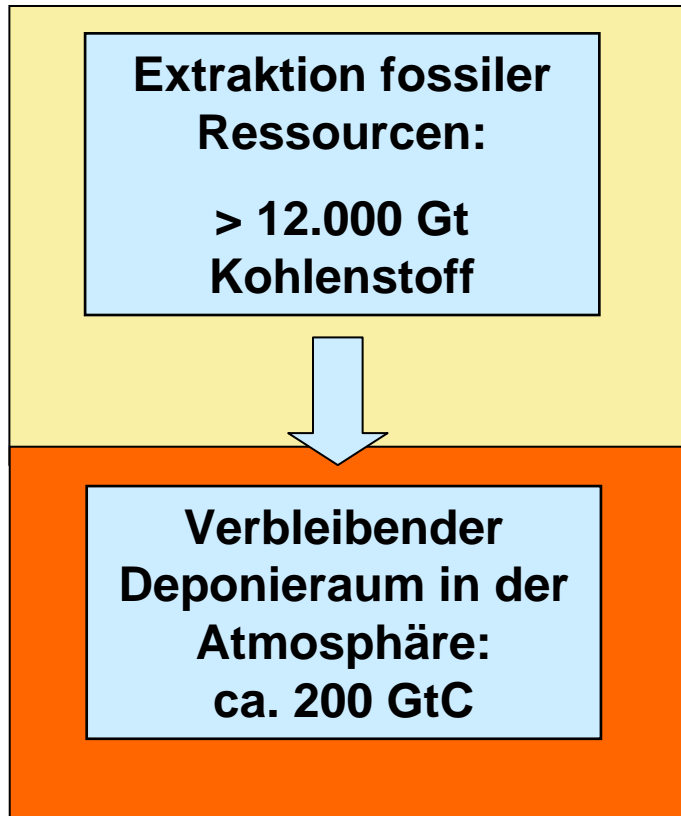 Extraktion fossiler
Ressourcen:
> 12.000 Gt
Kohlenstoff
Verbleibender
Deponieraum in der
Atmosphäre:
ca. 200 GtC